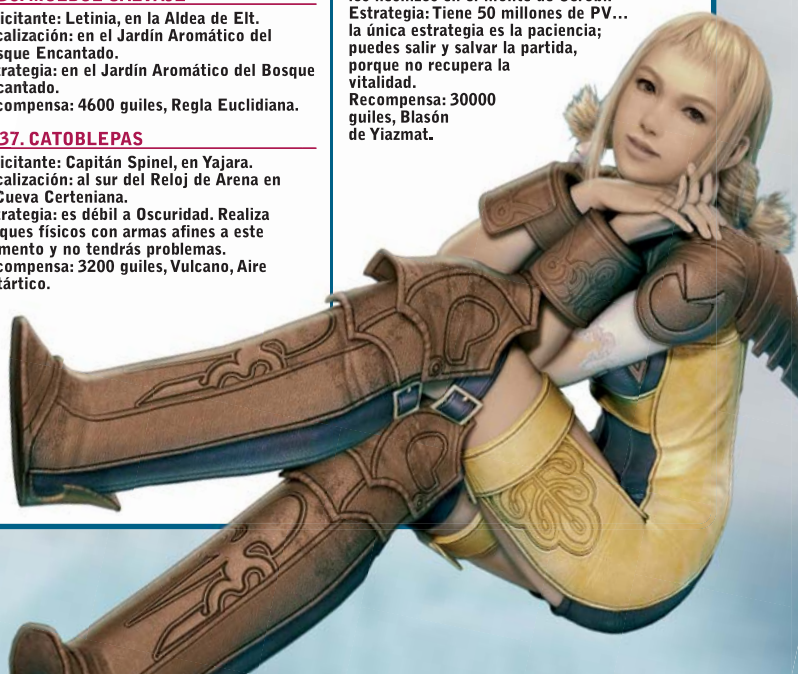 icitante: Letinia, en la Aldea de Elt.
calización: en el Jardín Aromático del
sque Encantado.
rategia: en el Jardín Aromático del Bosque
cantado.
compensa: 4600 guiles, Regla Euclidiana.
37. CATOBLEPAS
icitante: Capitán Spinel, en Yajara.
calización: al sur del Reloj de Arena en
Cueva Certeniana.
rategia: es débil a Oscuridad. Realiza
ques físicos con armas afines a este
mento y no tendrás problemas.
compensa: 3200 guiles, Vulcano, Aire
tártico.
Estrategia: Tiene 50 millones de PV...
la única estrategia es la paciencia;
puedes salir y salvar la partida,
porque no recupera la
vitalidad.
Recompensa: 30000
guiles, Blasón
de Yiazmat.